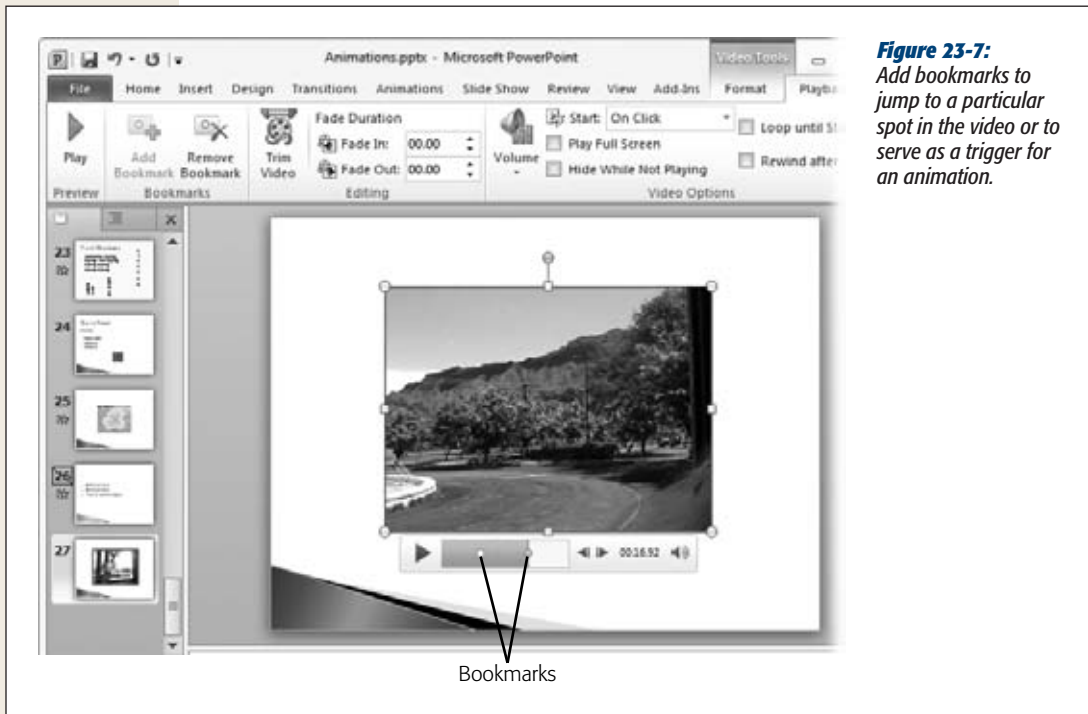 Animations.pptx - Microsoft PowerPoint
Video Tools
File Home Insert Design Transitions Animations Slide Show Review View Add-Ins Format
Play
Add Bookmark
Remove Bookmark
Trim Video
Fade Duration
Fade In: 00.00
Fade Out: 00.00
Volume
Start: On Click
Play Full Screen
Hide While Not Playing
Loop until
Rewind after
Preview
Bookmarks
Editing
Video Options
23
24
25
26
27
00:16.92
Bookmarks
Figure 23-7:
Add bookmarks to
jump to a particular
spot in the video or to
serve as a trigger for
an animation.